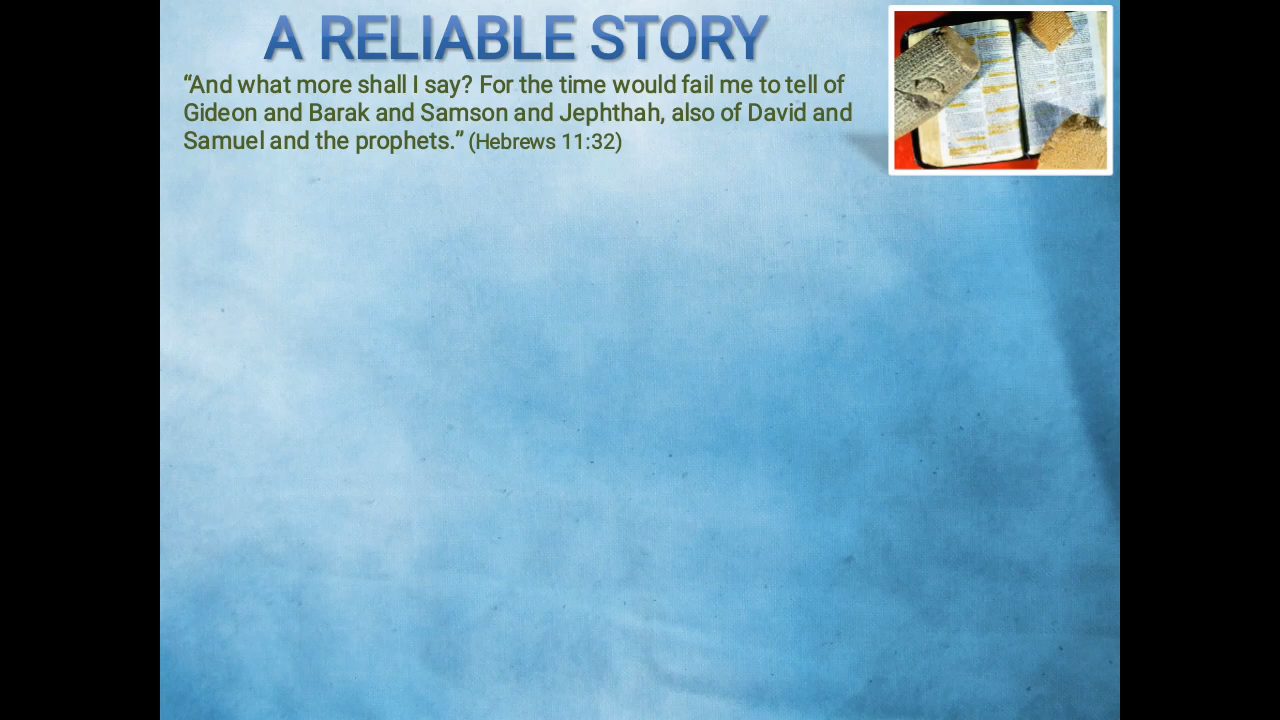 A RELIABLE STORY
“And what more shall I say? For the time would fail me to tell of
Gideon and Barak and Samson and Jephthah, also of David and
Samuel and the prophets.” (Hebrews 11:32)